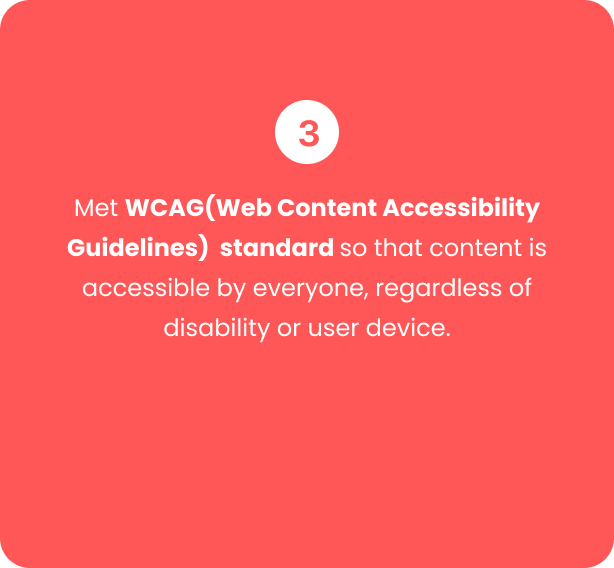 3
Met WCAG(Web Content Accessibility
Guidelines) standard so that content is
accessible by everyone, regardless of
disability or user device.